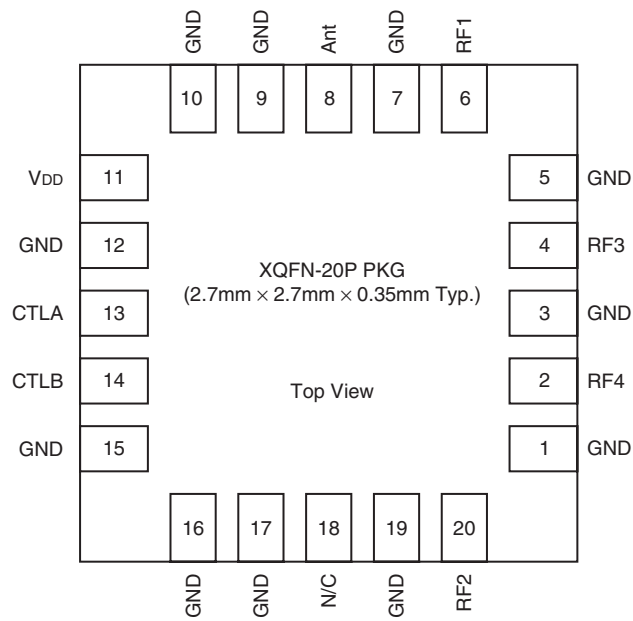 GND GND Ant GND RF1
10 9 8 7 6
VDD 11 5 GND
GND 12 4 RF3
XQFN-20P PKG
(2.7mm × 2.7mm × 0.35mm Typ.)
CTLA 13 3 GND
CTLB 14 2 RF4
Top View
GND 15 1 GND
16 17 18 19 20
GND GND N/C GND RF2